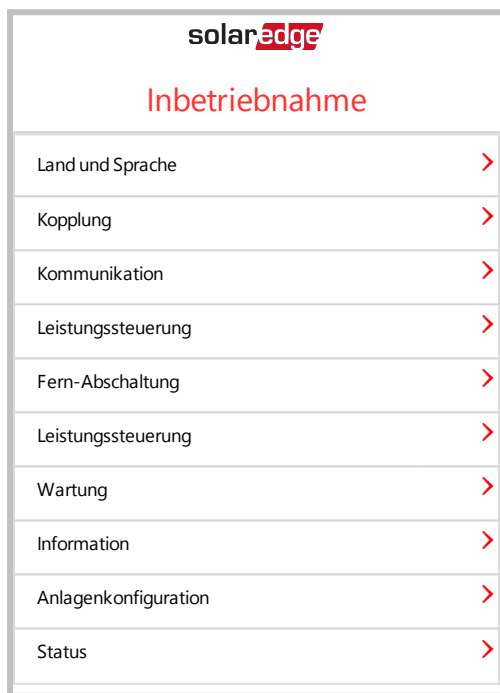 solaredge
Inbetriebnahme
Land und Sprache
Kopplung
Kommunikation
Leistungssteuerung
Fern-Abschaltung
Leistungssteuerung
Wartung
Information
Anlagenkonfiguration
Status